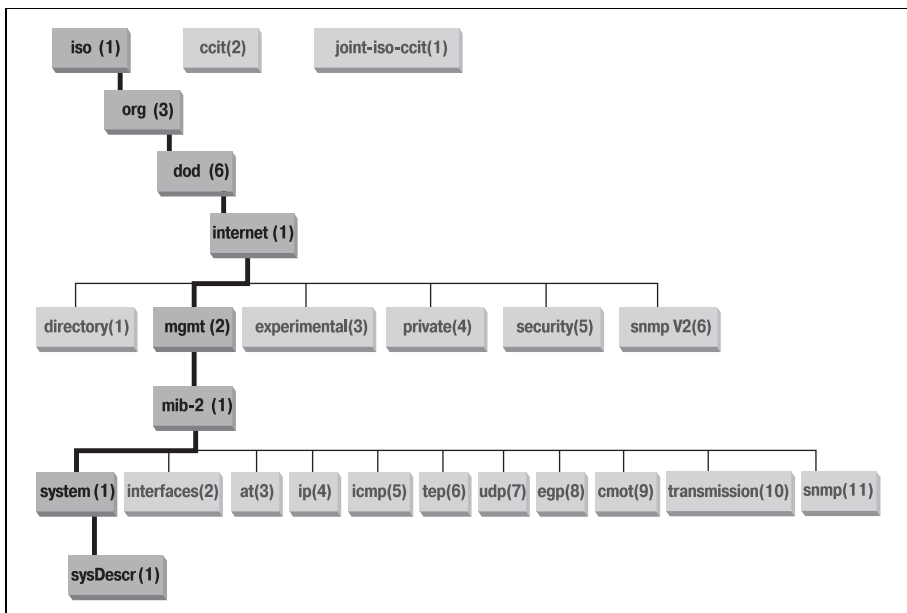 iso (1) ccit(2) joint-iso-ccit(1)
org (3)
dod (6)
internet (1)
directory(1) mgmt (2) experimental(3) private(4) security(5) snmp V2(6)
mib-2 (1)
system (1) interfaces(2) at(3) ip(4) icmp(5) tep(6) udp(7) egp(8) cmot(9) transmission(10) snmp(11)
sysDescr (1)